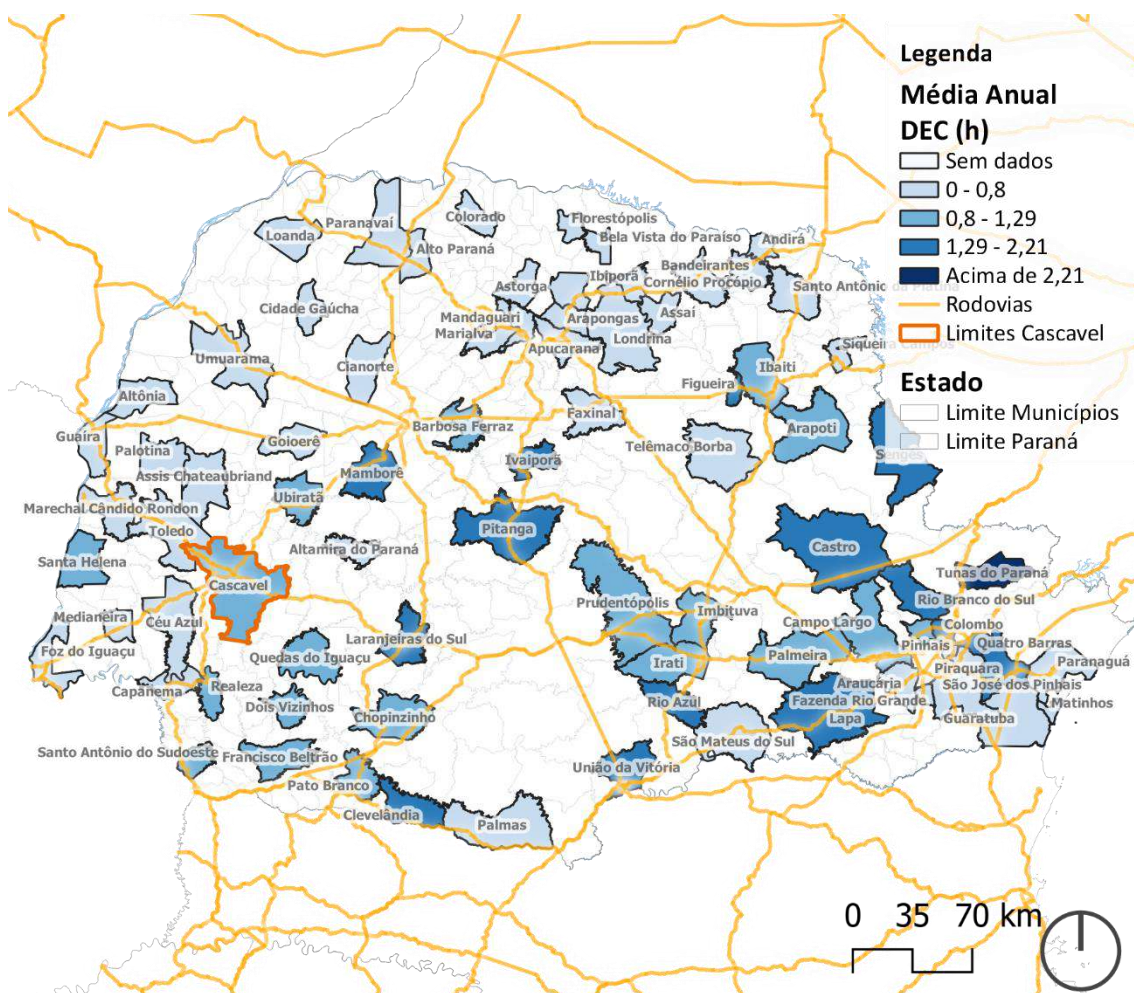 Legenda
Média Anual
DEC (h)
Sem dados
0 - 0,8
0,8 - 1,29
1,29 - 2,21
Acima de 2,21
Rodovias
Limites Cascavel
Estado
Limite Municípios
Limite Paraná
Colorado
Florestópolis
Paranavaí
Loanda
Alto Paraná
Bela Vista do Paraíso
Andirá
Bandeirantes
Ibiporã
Cornélio Procópio
Santo Antônio da Platina
Astorga
Cidade Gaúcha
Mandaguari
Arapongas
Assaí
Marialva
Londrina
Apucarana
Siqueira Campos
Umuarama
Cianorte
Ibaiti
Figueira
Altônia
Faxinal
Barbosa Ferraz
Arapoti
Guaíra
Goioerê
Palotina
Telêmaco Borba
Sengés
Ivaiporã
Assis Chateaubriand
Mamborê
Ubiratã
Marechal Cândido Rondon
Pitanga
Toledo
Altamira do Paraná
Castro
Santa Helena
Cascavel
Tunas do Paraná
Rio Branco do Sul
Prudentópolis
Imbituva
Medianeira
Céu Azul
Campo Largo
Colombo
Laranjeiras do Sul
Pinhais
Quatro Barras
Foz do Iguaçu
Quedas do Iguaçu
Irati
Palmeira
Paranaguá
Piraquara
Capanema
Realeza
Araucária
São José dos Pinhais
Rio Azul
Fazenda Rio Grande
Matinhos
Dois Vizinhos
Chopinzinho
Lapa
Guaratuba
São Mateus do Sul
Santo Antônio do Sudoeste
Francisco Beltrão
União da Vitória
Pato Branco
Clevelândia
Palmas
0 35 70 km